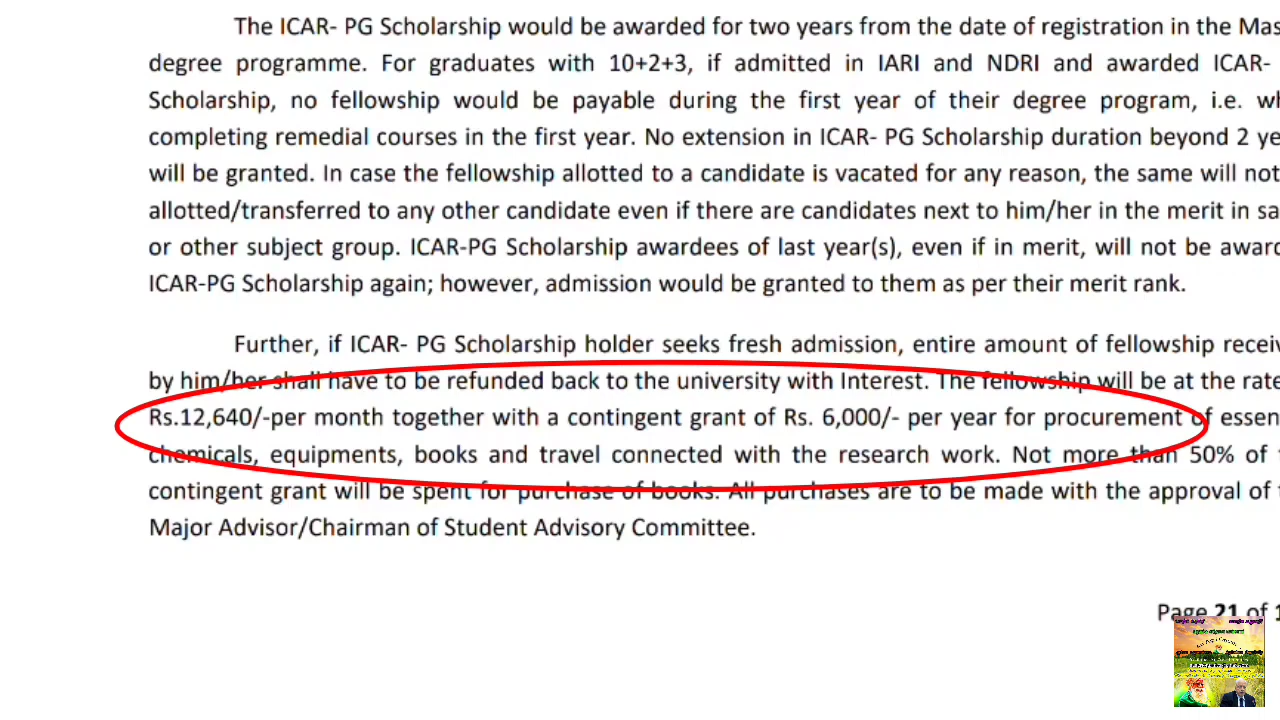 The ICAR- PG Scholarship would be awarded for two years from the date of registration in the Mas
degree programme. For graduates with 10+2+3, if admitted in IARI and NDRI and awarded ICAR-
Scholarship, no fellowship would be payable during the first year of their degree program, i.e. wh
completing remedial courses in the first year. No extension in ICAR- PG Scholarship duration beyond 2 ye
will be granted. In case the fellowship allotted to a candidate is vacated for any reason, the same will not
allotted/transferred to any other candidate even if there are candidates next to him/her in the merit in sa
or other subject group. ICAR-PG Scholarship awardees of last year(s), even if in merit, will not be award
ICAR-PG Scholarship again; however, admission would be granted to them as per their merit rank.
Further, if ICAR- PG Scholarship holder seeks fresh admission, entire amount of fellowship receiv
by him/her shall have to be refunded back to the university with Interest. The fellowship will be at the rate
Rs.12,640/-per month together with a contingent grant of Rs. 6,000/- per year for procurement of essen
chemicals, equipments, books and travel connected with the research work. Not more than 50% of
contingent grant will be spent for purchase of books. All purchases are to be made with the approval of
Major Advisor/Chairman of Student Advisory Committee.
Page 21 of 1